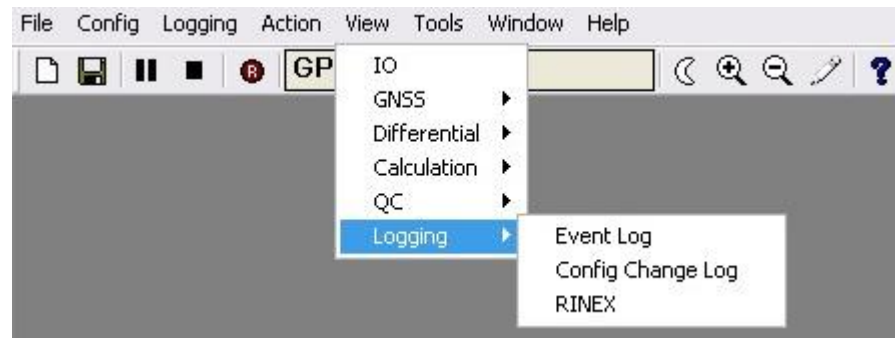 File Config Logging Action View Tools Window Help
R GP
IO
GNSS
Differential
Calculation
QC
Logging
Event Log
Config Change Log
RINEX